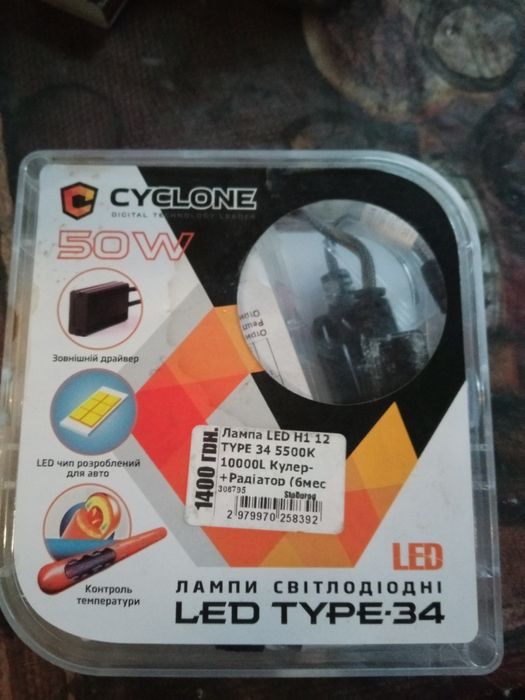 CYCLONE
DIGITAL TECHNOLOGY LEADER
50W
Зовнішній драйвер
LED чип розроблений
для авто
Контроль
температури
1400 ГРН.
Лампа LED H1 12
TYPE 34 5500K
10000L Кулер-
+Радіатор (6мес
308795
2 979970 258392
LED
ЛАМПИ СВІТЛОДІОДНІ
LED TYPE-34